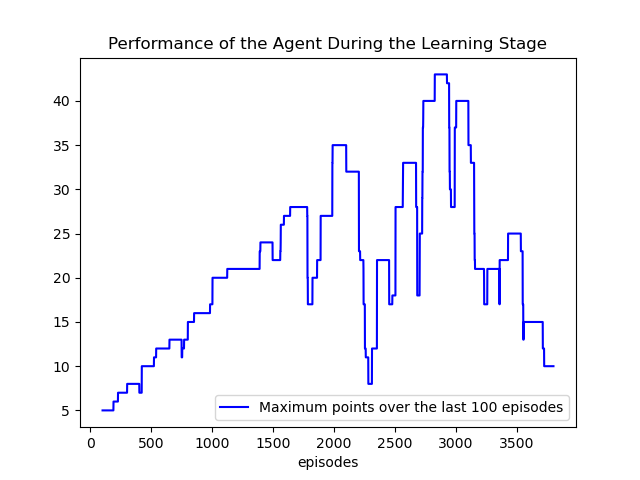 Performance of the Agent During the Learning Stage
40
35
30
25
20
15
10
5
Maximum points over the last 100 episodes
0 500 1000 1500 2000 2500 3000 3500
episodes